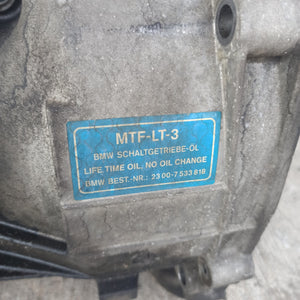 MTF-LT-3
BMW SCHALTGETRIEBE-ÖL
LIFE TIME OIL, NO OIL CHANGE
BMW BEST.-NR.: 23 00-7 533 818